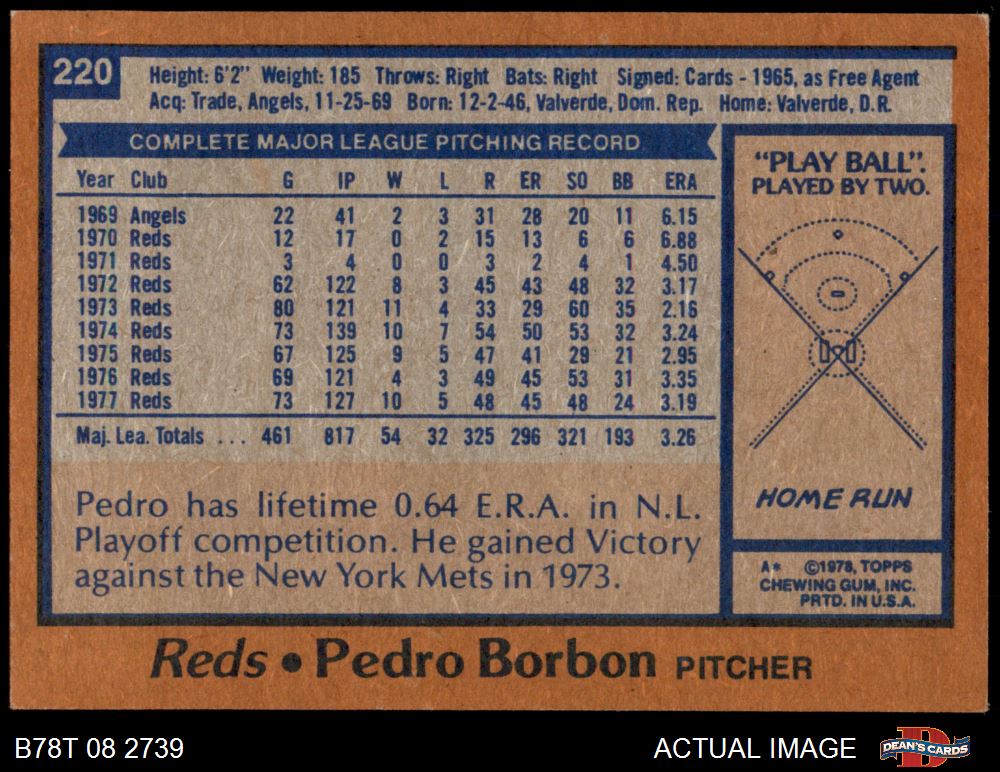 220
Height: 6'2" Weight: 185 Throws: Right Bats: Right Signed: Cards - 1965, as Free Agent
Acq: Trade, Angels, 11-25-69 Born: 12-2-46, Valverde, Dom. Rep. Home: Valverde, D.R.
COMPLETE MAJOR LEAGUE PITCHING RECORD
Year Club G IP W L R ER SO BB ERA
1969 Angels 22 41 2 3 31 28 20 11 6.15
1970 Reds 12 17 0 2 15 13 6 6 6.88
1971 Reds 3 4 0 0 3 2 4 1 4.50
1972 Reds 62 122 8 3 45 43 48 32 3.17
1973 Reds 80 121 11 4 33 29 60 35 2.16
1974 Reds 73 139 10 7 54 50 53 32 3.24
1975 Reds 67 125 9 5 47 41 29 21 2.95
1976 Reds 69 121 4 3 49 45 53 31 3.35
1977 Reds 73 127 10 5 48 45 48 24 3.19
Maj. Lea. Totals ... 461 817 54 32 325 296 321 193 3.26
Pedro has lifetime 0.64 E.R.A. in N.L.
Playoff competition. He gained Victory
against the New York Mets in 1973.
"PLAY BALL".
PLAYED BY TWO.
HOME RUN
A* ©1978, TOPPS
CHEWING GUM, INC.
PRTD. IN U.S.A.
Reds • Pedro Borbon PITCHER
B78T 08 2739
ACTUAL IMAGE
D
DEAN'S CARDS